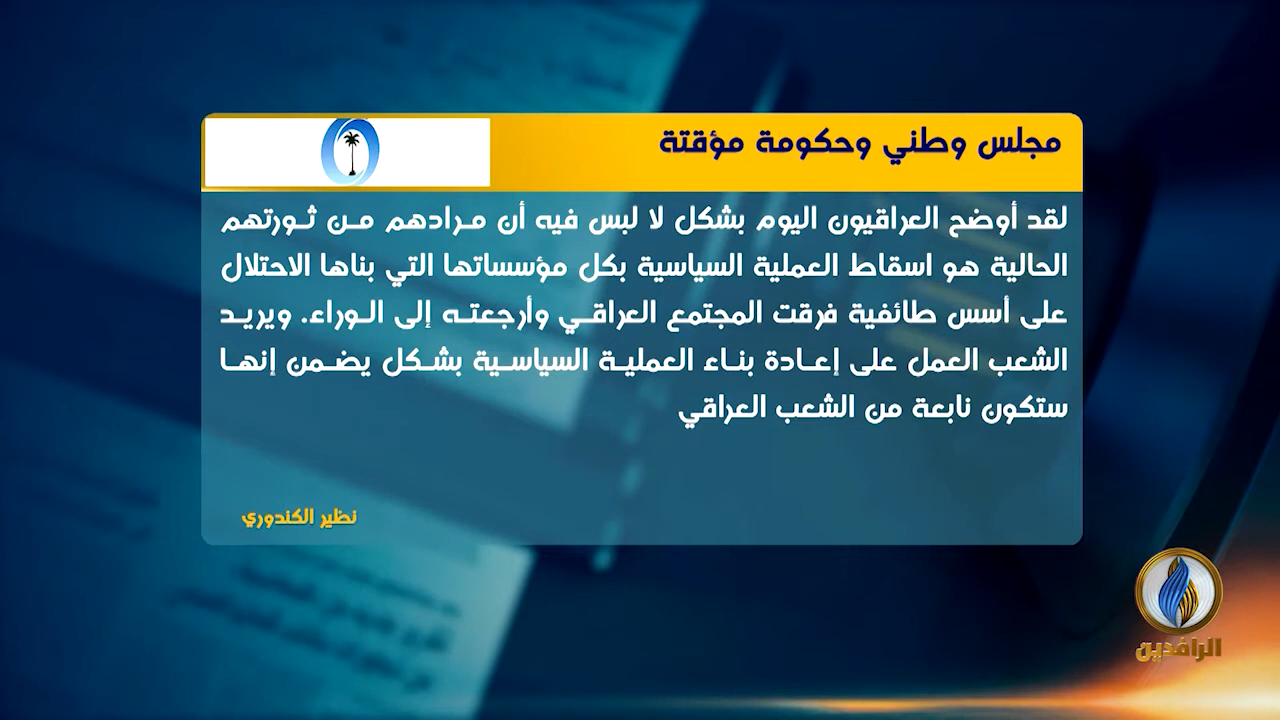 مجلس وطني وحكومة مؤقتة
لقد أوضح العراقيون اليوم بشكل لا لبس فيه أن مرادهم من ثورتهم
الحالية هو اسقاط العملية السياسية بكل مؤسساتها التي بناها الاحتلال
على أسس طائفية فرقت المجتمع العراقي وأرجعته إلى الوراء. ويريد
الشعب العمل على إعادة بناء العملية السياسية بشكل يضمن إنها
ستكون نابعة من الشعب العراقي
نظير الكندوري
الرافدين